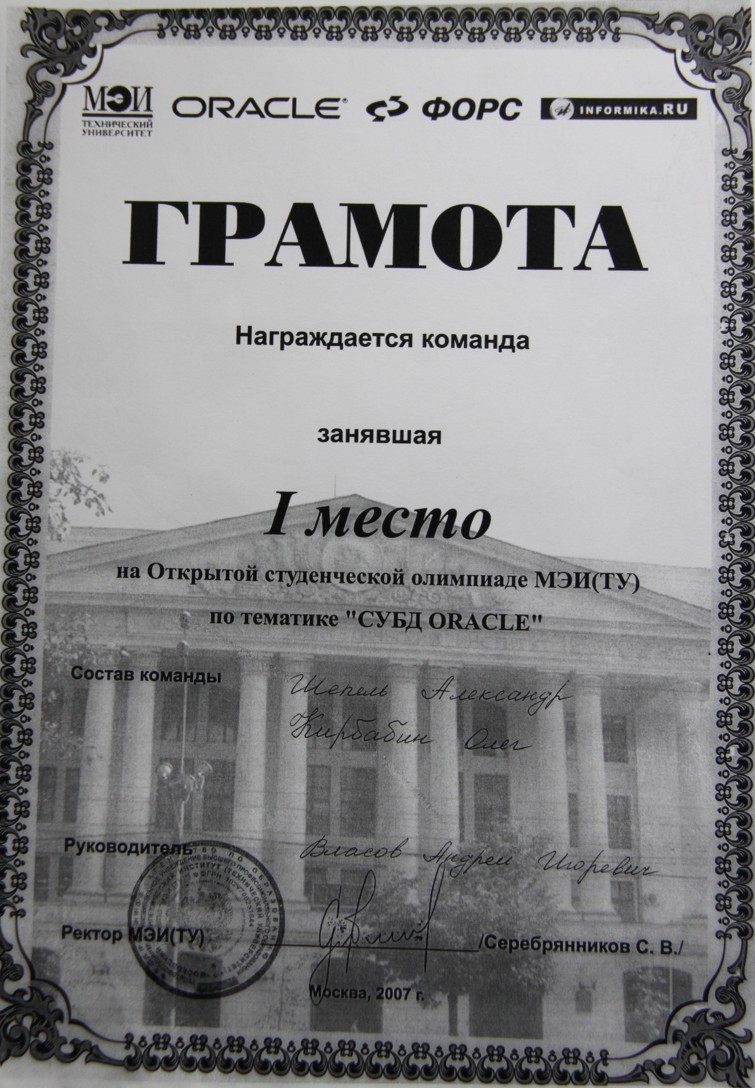 МЭИ ORACLE® ФОРС INFORMIKA.RU
ТЕХНИЧЕСКИЙ
УНИВЕРСИТЕТ
ГРАМОТА
Награждается команда
занявшая
I место
на Открытой студенческой олимпиаде МЭИ(ТУ)
по тематике "СУБД ORACLE"
Состав команды Шепель Александр
Кирбабин Олег
Руководитель Власов Андрей Игоревич
Ректор МЭИ(ТУ) /Серебрянников С. В./
Москва, 2007 г.